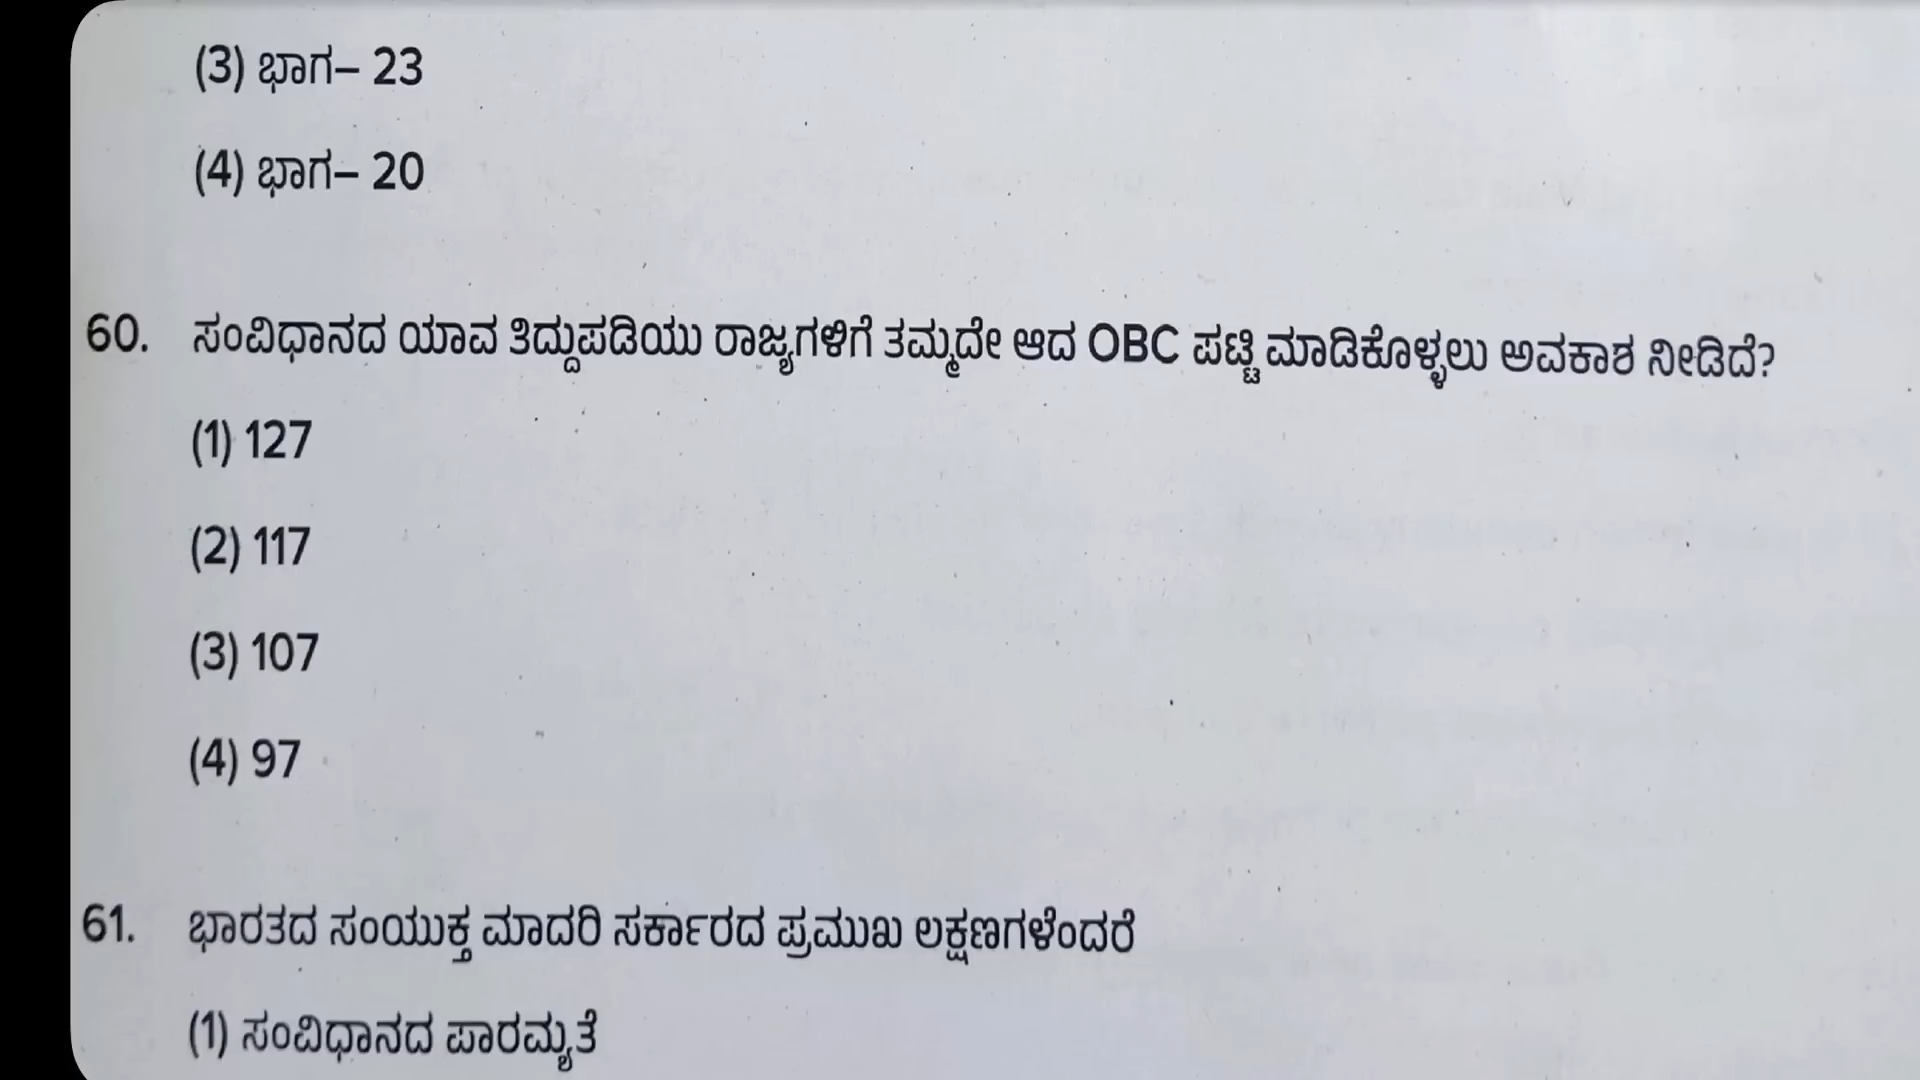 (3) ಭಾಗ– 23
(4) ಭಾಗ– 20
60. ಸಂವಿಧಾನದ ಯಾವ ತಿದ್ದುಪಡಿಯು ರಾಜ್ಯಗಳಿಗೆ ತಮ್ಮದೇ ಆದ OBC ಪಟ್ಟಿ ಮಾಡಿಕೊಳ್ಳಲು ಅವಕಾಶ ನೀಡಿದೆ?
(1) 127
(2) 117
(3) 107
(4) 97
61. ಭಾರತದ ಸಂಯುಕ್ತ ಮಾದರಿ ಸರ್ಕಾರದ ಪ್ರಮುಖ ಲಕ್ಷಣಗಳೆಂದರೆ
(1) ಸಂವಿಧಾನದ ಪಾರಮ್ಯತೆ